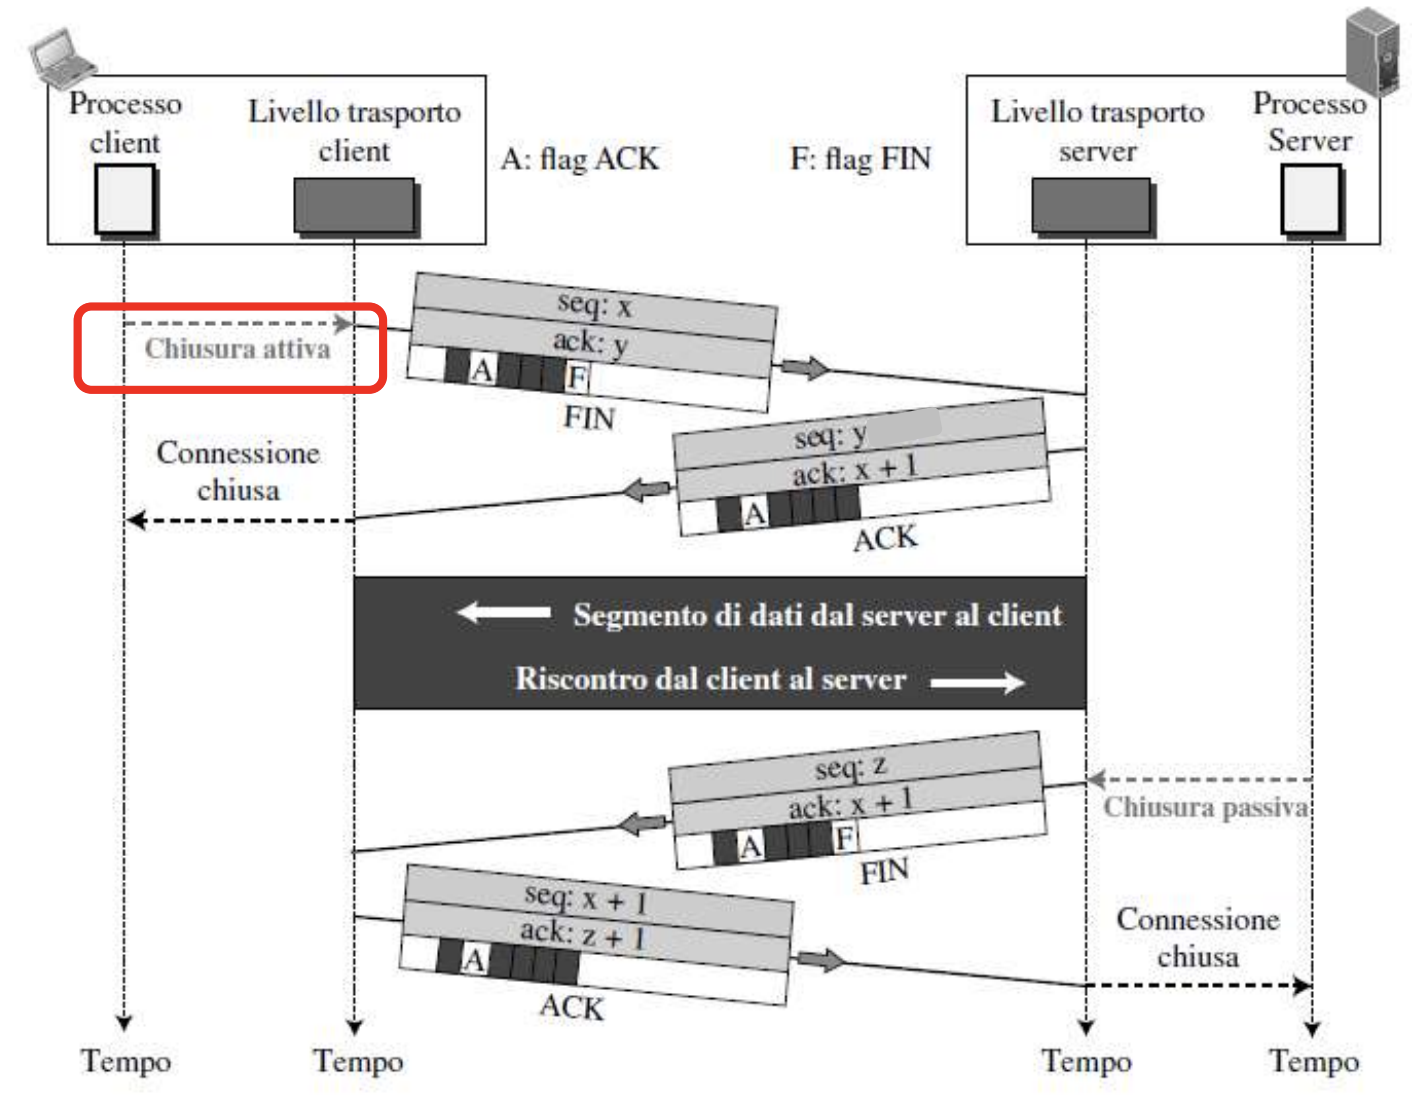 Processo
client
Livello trasporto
client
A: flag ACK
F: flag FIN
Livello trasporto
server
Processo
Server
Chiusura attiva
seq: x
ack: y
A
F
FIN
Connessione
chiusa
seq: y
ack: x + 1
A
ACK
Segmento di dati dal server al client
Riscontro dal client al server
seq: z
ack: x + 1
A
F
FIN
Chiusura passiva
seq: x + 1
ack: z + 1
A
ACK
Connessione
chiusa
Tempo
Tempo
Tempo
Tempo